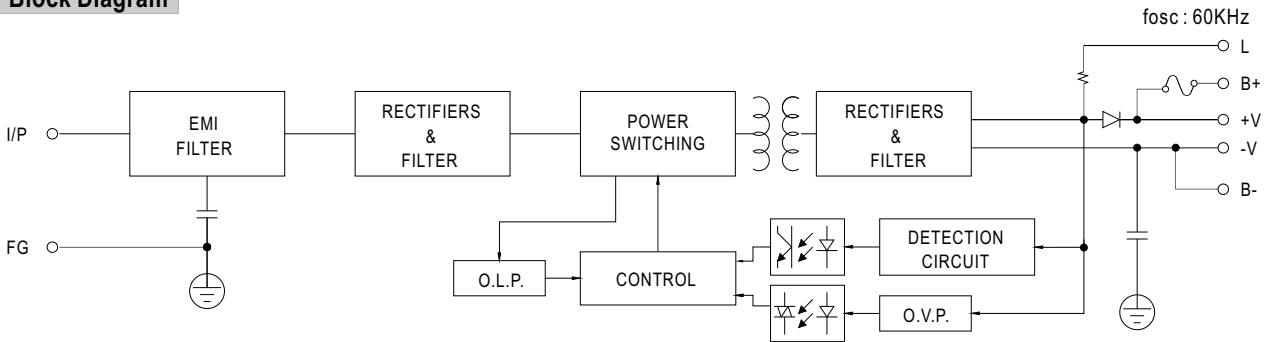 Block Diagram
fosc : 60KHz
L
B+
+V
-V
B-
I/P
FG
EMI
FILTER
RECTIFIERS
&
FILTER
POWER
SWITCHING
RECTIFIERS
&
FILTER
DETECTION
CIRCUIT
O.L.P.
CONTROL
O.V.P.